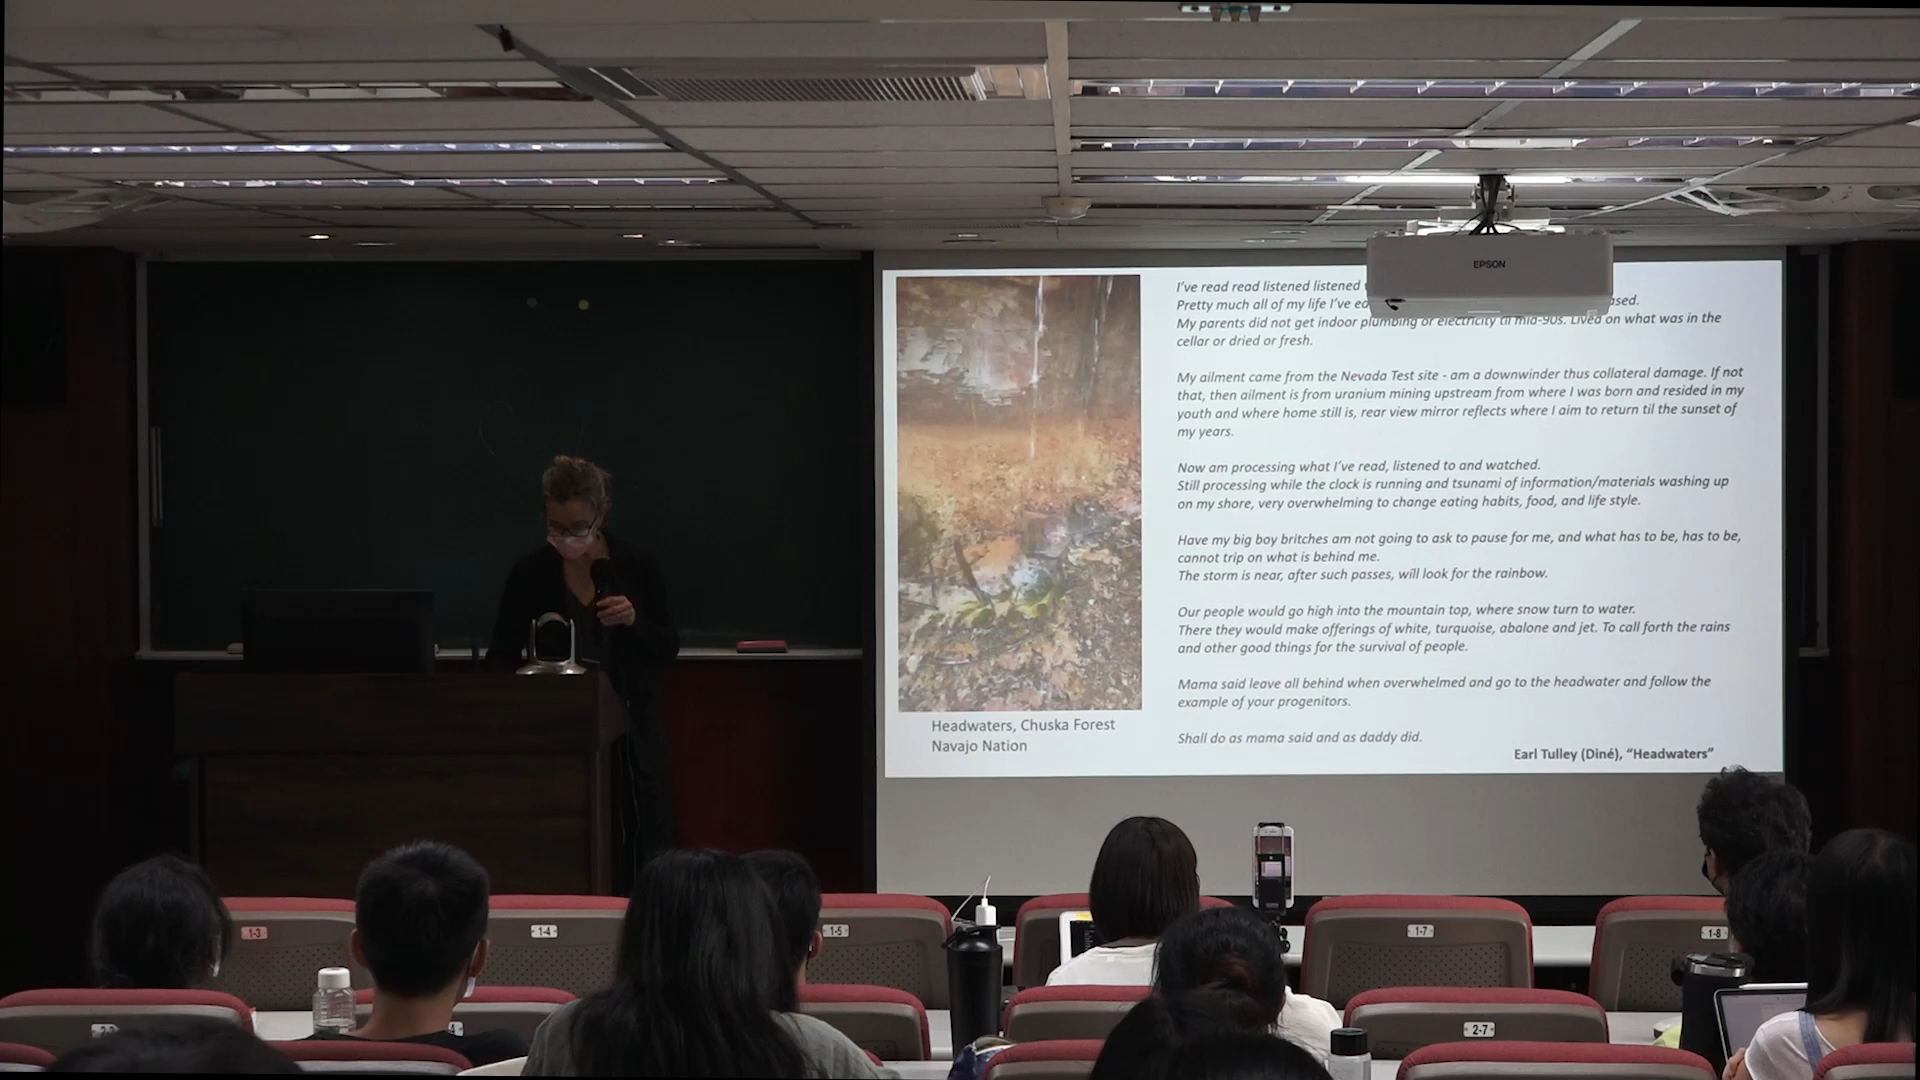 EPSON
I've read read listened listened
Pretty much all of my life I've
My parents did not get indoor plumbing or electricity til mid-90s. Lived on what was in the
cellar or dried or fresh.
My ailment came from the Nevada Test site - am a downwinder thus collateral damage. If not
that, then ailment is from uranium mining upstream from where I was born and resided in my
youth and where home still is, rear view mirror reflects where I aim to return til the sunset of
my years.
Now am processing what I've read, listened to and watched.
Still processing while the clock is running and tsunami of information/materials washing up
on my shore, very overwhelming to change eating habits, food, and life style.
Have my big boy britches am not going to ask to pause for me, and what has to be, has to be,
cannot trip on what is behind me.
The storm is near, after such passes, will look for the rainbow.
Our people would go high into the mountain top, where snow turn to water.
There they would make offerings of white, turquoise, abalone and jet. To call forth the rains
and other good things for the survival of people.
Mama said leave all behind when overwhelmed and go to the headwater and follow the
example of your progenitors.
Shall do as mama said and as daddy did.
Earl Tulley (Diné), "Headwaters"
Headwaters, Chuska Forest
Navajo Nation
1-3
1-4
1-5
1-7
1-8
2-7